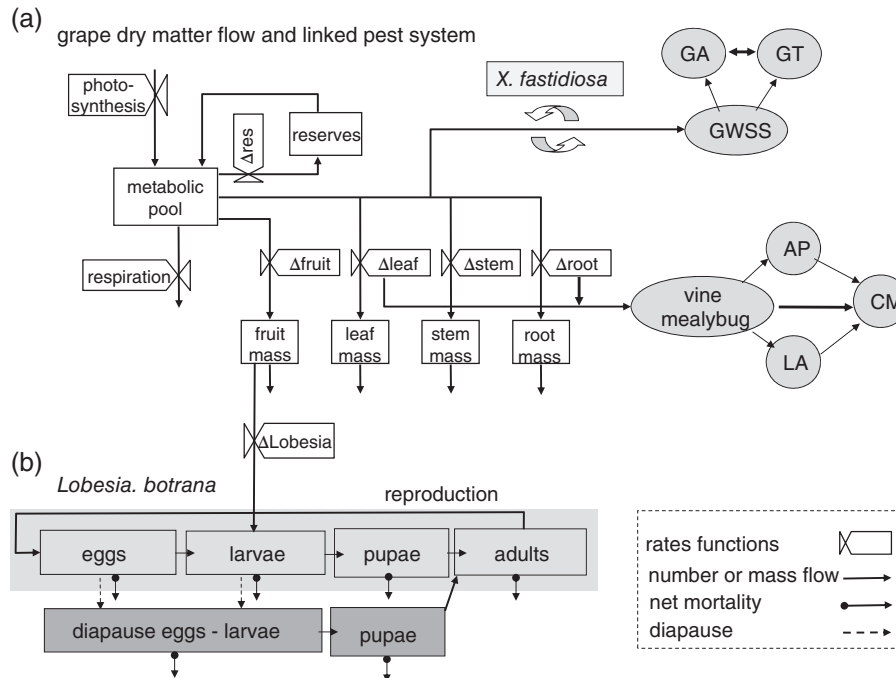 (a)
grape dry matter flow and linked pest system
photo-
synthesis
Δres
reserves
metabolic
pool
respiration
X. fastidiosa
GA
GT
GWSS
Δfruit
Δleaf
Δstem
Δroot
fruit
mass
leaf
mass
stem
mass
root
mass
vine
mealybug
AP
CM
LA
ΔLobesia
(b)
Lobesia. botrana
reproduction
eggs
larvae
pupae
adults
diapause eggs - larvae
pupae
rates functions
number or mass flow
net mortality
diapause